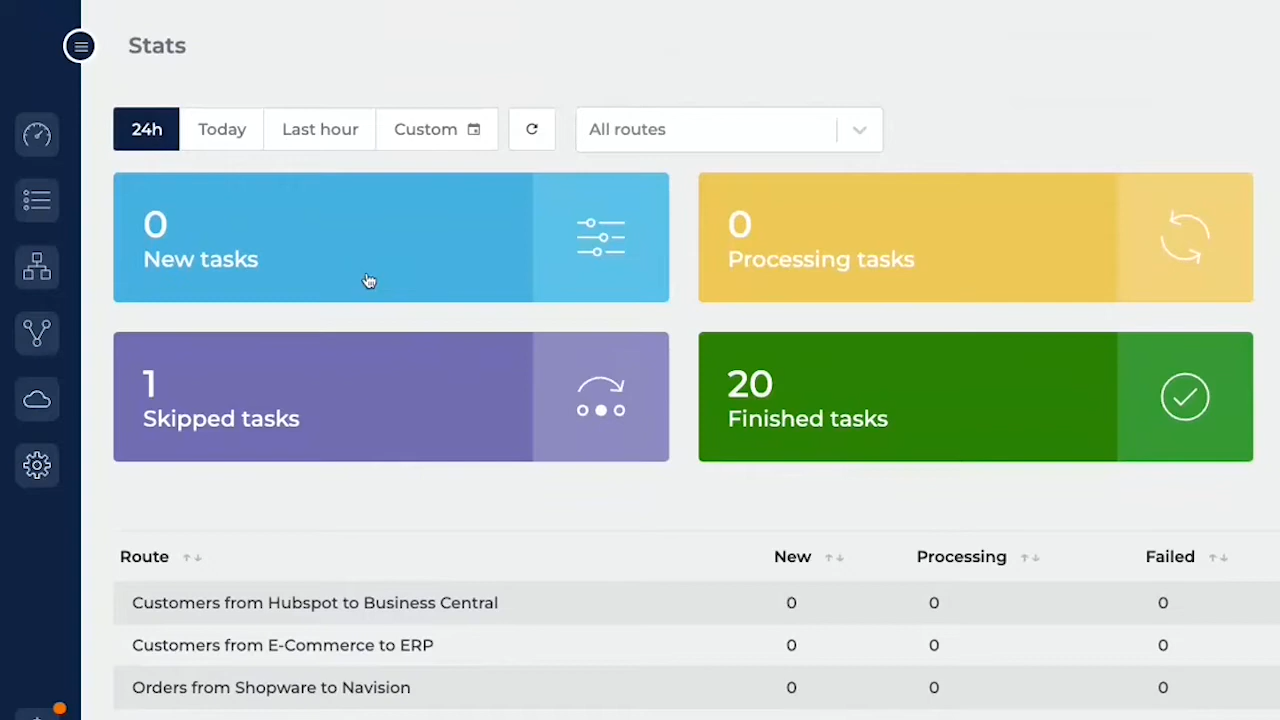 Stats
24h Today Last hour Custom All routes
0
New tasks
0
Processing tasks
1
Skipped tasks
20
Finished tasks
Route New Processing Failed
Customers from Hubspot to Business Central 0 0 0
Customers from E-Commerce to ERP 0 0 0
Orders from Shopware to Navision 0 0 0